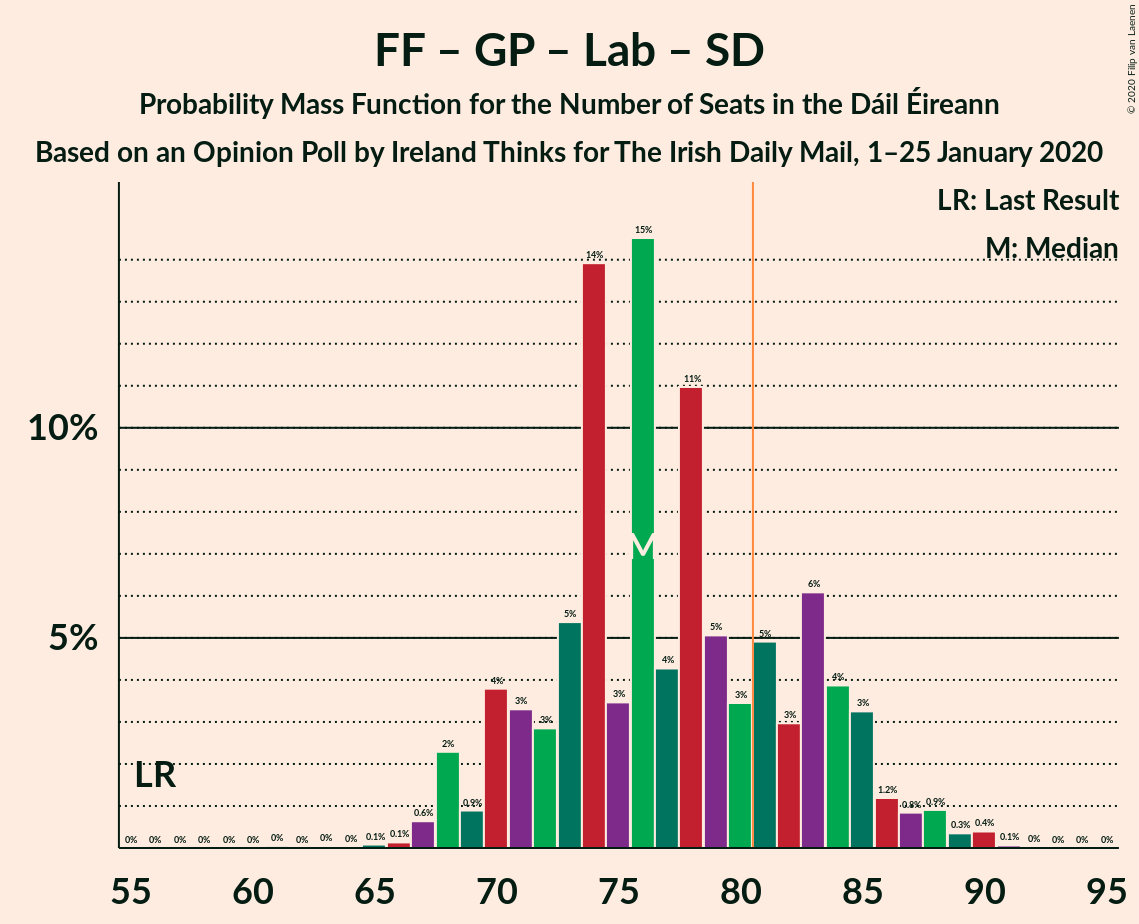 FF – GP – Lab – SD
Probability Mass Function for the Number of Seats in the Dáil Éireann
Based on an Opinion Poll by Ireland Thinks for The Irish Daily Mail, 1–25 January 2020
© 2020 Filip van Laenen
LR: Last Result
M: Median
10%
5%
LR
M
0% 0% 0% 0% 0% 0% 0% 0% 0% 0% 0.1% 0.1% 0.6% 2% 0.9% 4% 3% 3% 5% 14% 3% 15% 4% 11% 5% 3% 5% 3% 6% 4% 3% 1.2% 0.8% 0.9% 0.3% 0.4% 0.1% 0% 0% 0% 0%
55 60 65 70 75 80 85 90 95